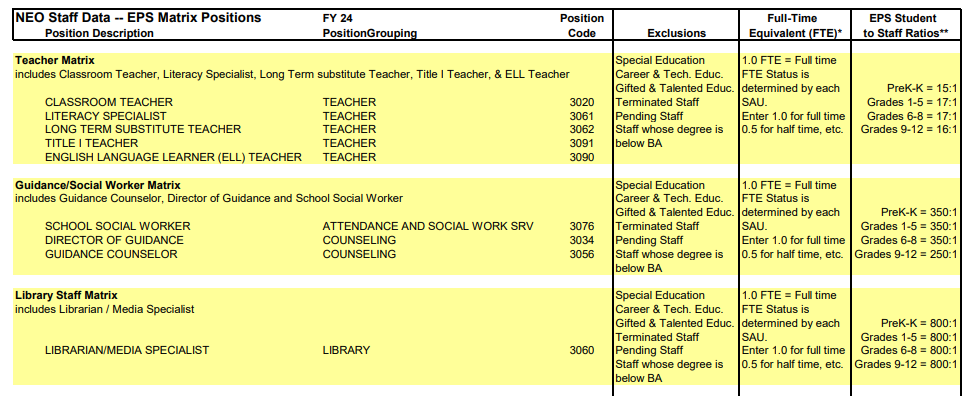 NEO Staff Data -- EPS Matrix Positions FY 24 Position Full-Time EPS Student
Position Description PositionGrouping Code Exclusions Equivalent (FTE)* to Staff Ratios**
Teacher Matrix Special Education 1.0 FTE = Full time
includes Classroom Teacher, Literacy Specialist, Long Term substitute Teacher, Title I Teacher, & ELL Teacher Career & Tech. Educ. FTE Status is
Gifted & Talented Educ. determined by each PreK-K = 15:1
CLASSROOM TEACHER TEACHER 3020 Terminated Staff SAU. Grades 1-5 = 17:1
LITERACY SPECIALIST TEACHER 3061 Pending Staff Enter 1.0 for full time Grades 6-8 = 17:1
LONG TERM SUBSTITUTE TEACHER TEACHER 3062 Staff whose degree is 0.5 for half time, etc. Grades 9-12 = 16:1
TITLE I TEACHER TEACHER 3091 below BA
ENGLISH LANGUAGE LEARNER (ELL) TEACHER TEACHER 3090
Guidance/Social Worker Matrix Special Education 1.0 FTE = Full time
includes Guidance Counselor, Director of Guidance and School Social Worker Career & Tech. Educ. FTE Status is
Gifted & Talented Educ. determined by each PreK-K = 350:1
SCHOOL SOCIAL WORKER ATTENDANCE AND SOCIAL WORK SRV 3076 Terminated Staff SAU. Grades 1-5 = 350:1
DIRECTOR OF GUIDANCE COUNSELING 3034 Pending Staff Enter 1.0 for full time Grades 6-8 = 350:1
GUIDANCE COUNSELOR COUNSELING 3056 Staff whose degree is 0.5 for half time, etc. Grades 9-12 = 250:1
below BA
Library Staff Matrix Special Education 1.0 FTE = Full time
includes Librarian / Media Specialist Career & Tech. Educ. FTE Status is
Gifted & Talented Educ. determined by each PreK-K = 800:1
Terminated Staff SAU. Grades 1-5 = 800:1
LIBRARIAN/MEDIA SPECIALIST LIBRARY 3060 Pending Staff Enter 1.0 for full time Grades 6-8 = 800:1
Staff whose degree is 0.5 for half time, etc. Grades 9-12 = 800:1
below BA